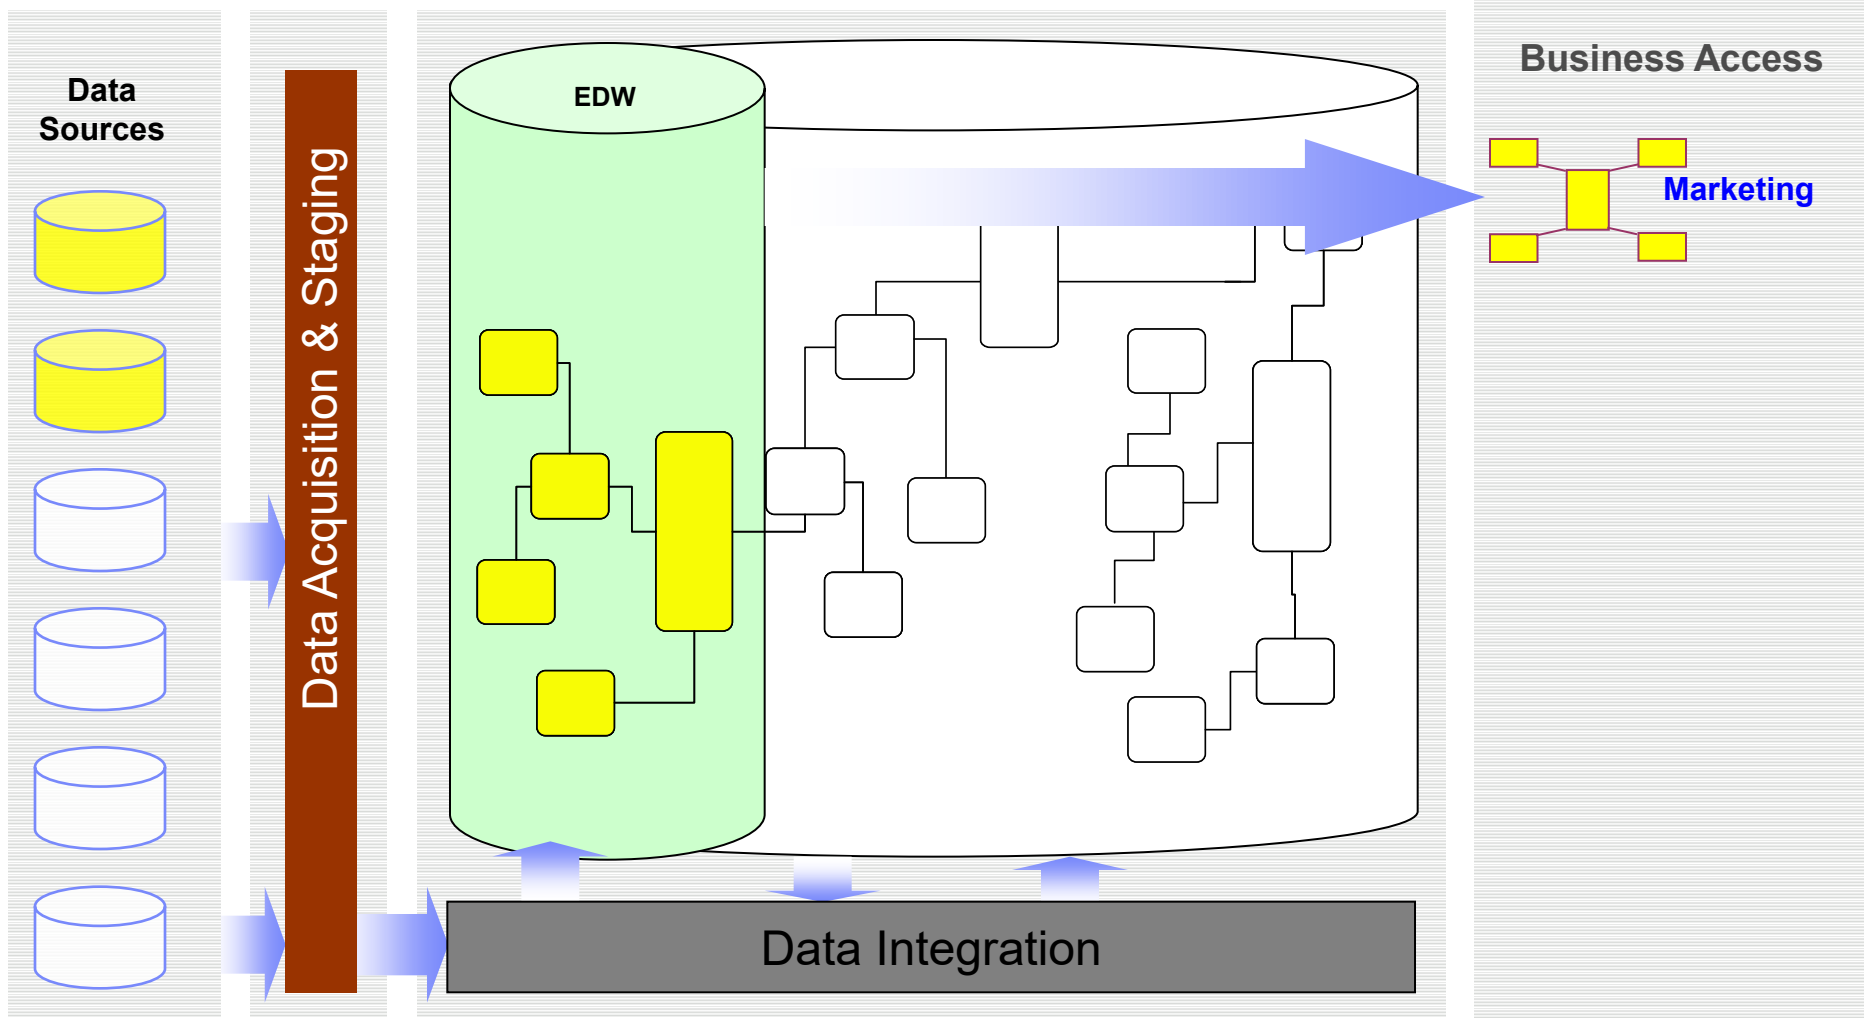 Data
Sources
Data Acquisition & Staging
EDW
Business Access
Marketing
Data Integration